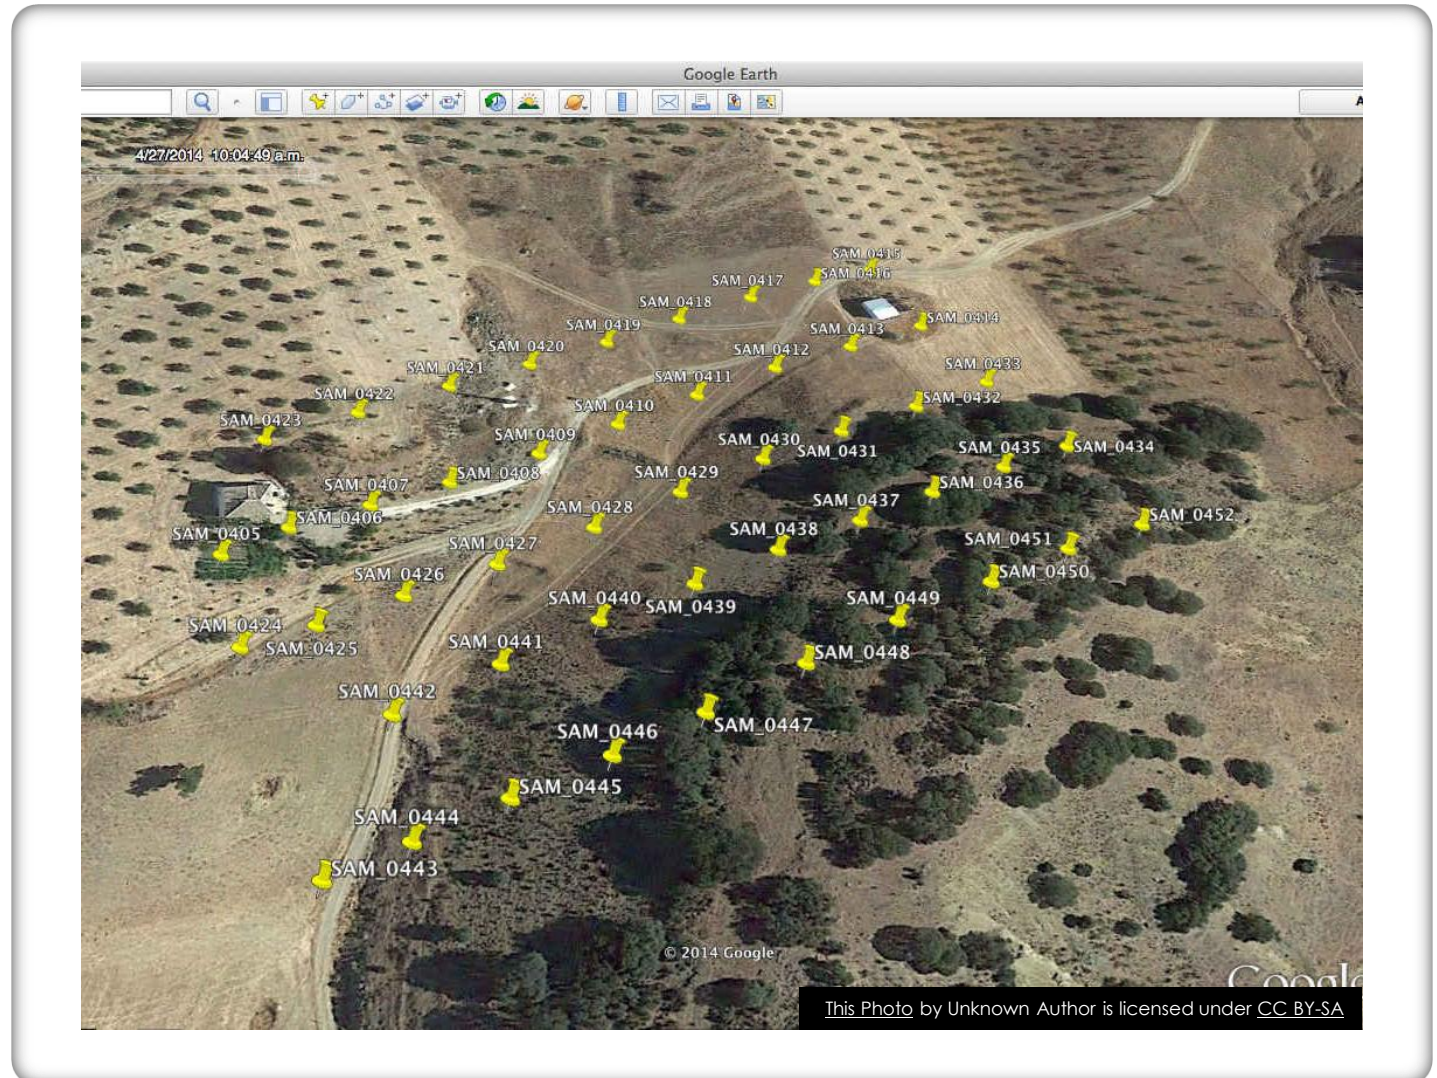 Google Earth
A
4/27/2014 10:04:49 a.m.
SAM_0415
SAM_0416
SAM_0417
SAM_0418
SAM_0414
SAM_0419
SAM_0413
SAM_0420
SAM_0412
SAM_0421
SAM_0433
SAM_0411
SAM_0422
SAM_0432
SAM_0410
SAM_0423
SAM_0409
SAM_0430
SAM_0431
SAM_0435
SAM_0434
SAM_0408
SAM_0429
SAM_0407
SAM_0436
SAM_0437
SAM_0428
SAM_0406
SAM_0452
SAM_0405
SAM_0438
SAM_0427
SAM_0451
SAM_0426
SAM_0450
SAM_0440
SAM_0439
SAM_0449
SAM_0424
SAM_0425
SAM_0441
SAM_0448
SAM_0442
SAM_0446
SAM_0447
SAM_0445
SAM_0444
SAM_0443
© 2014 Google
Google
This Photo by Unknown Author is licensed under CC BY-SA